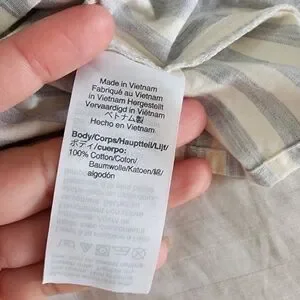 Made in Vietnam
Fabriqué au Vietnam
In Vietnam Hergestellt
Vervaardigd in Viëtnam
ベトナム製
Hecho en Vietnam
Body/Corps/Hauptteil/Lijf/
ボディ/cuerpo:
100% Cotton/Coton/
Baumwolle/Katoen/綿/
algodón